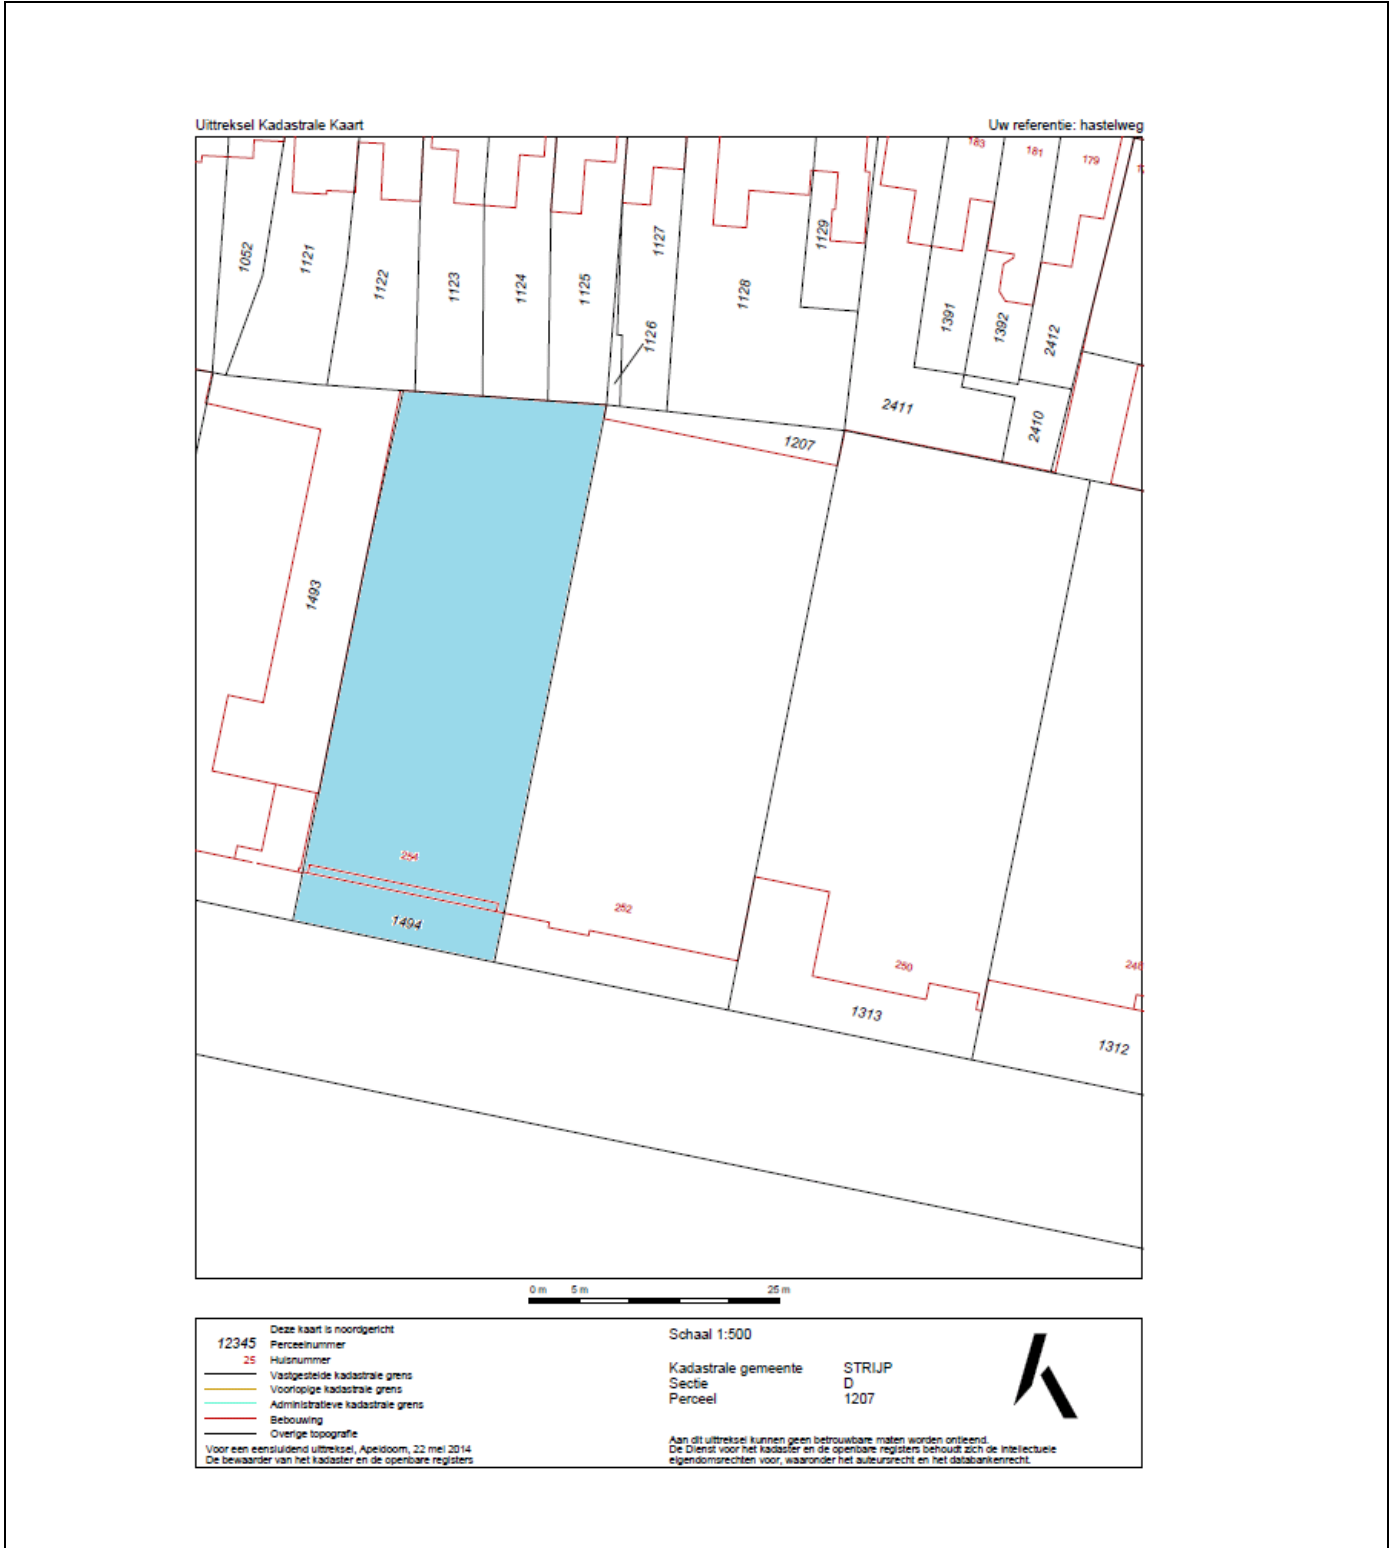 Uittreksel Kadastrale Kaart
Uw referentie: hastelweg
183
181
179
1052
1121
1122
1123
1124
1125
1126
1127
1128
1129
1391
1392
2412
2411
2410
1207
1493
254
1494
252
250
1313
1312
0 m 5 m 25 m
Deze kaart is noordgericht
12345 Perceelnummer
25 Huisnummer
Vastgestelde kadastrale grens
Voorlopige kadastrale grens
Administratieve kadastrale grens
Bebouwing
Overige topografie
Voor een eensluidend uittreksel, Apeldoorn, 22 mei 2014
De bewaarder van het kadaster en de openbare registers
Schaal 1:500
Kadastrale gemeente STRIJP
Sectie D
Perceel 1207
Aan dit uittreksel kunnen geen betrouwbare maten worden ontleend.
De Dienst voor het kadaster en de openbare registers behoudt zich de intellectuele
eigendomsrechten voor, waaronder het auteursrecht en het databankenrecht.